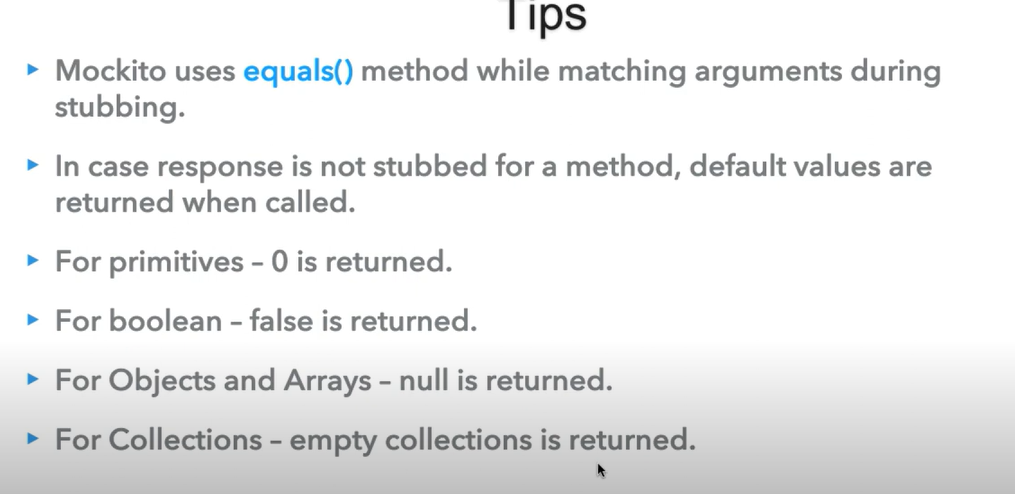 Tips
▸ Mockito uses equals() method while matching arguments during
stubbing.
▸ In case response is not stubbed for a method, default values are
returned when called.
▸ For primitives – 0 is returned.
▸ For boolean – false is returned.
▸ For Objects and Arrays – null is returned.
▸ For Collections – empty collections is returned.